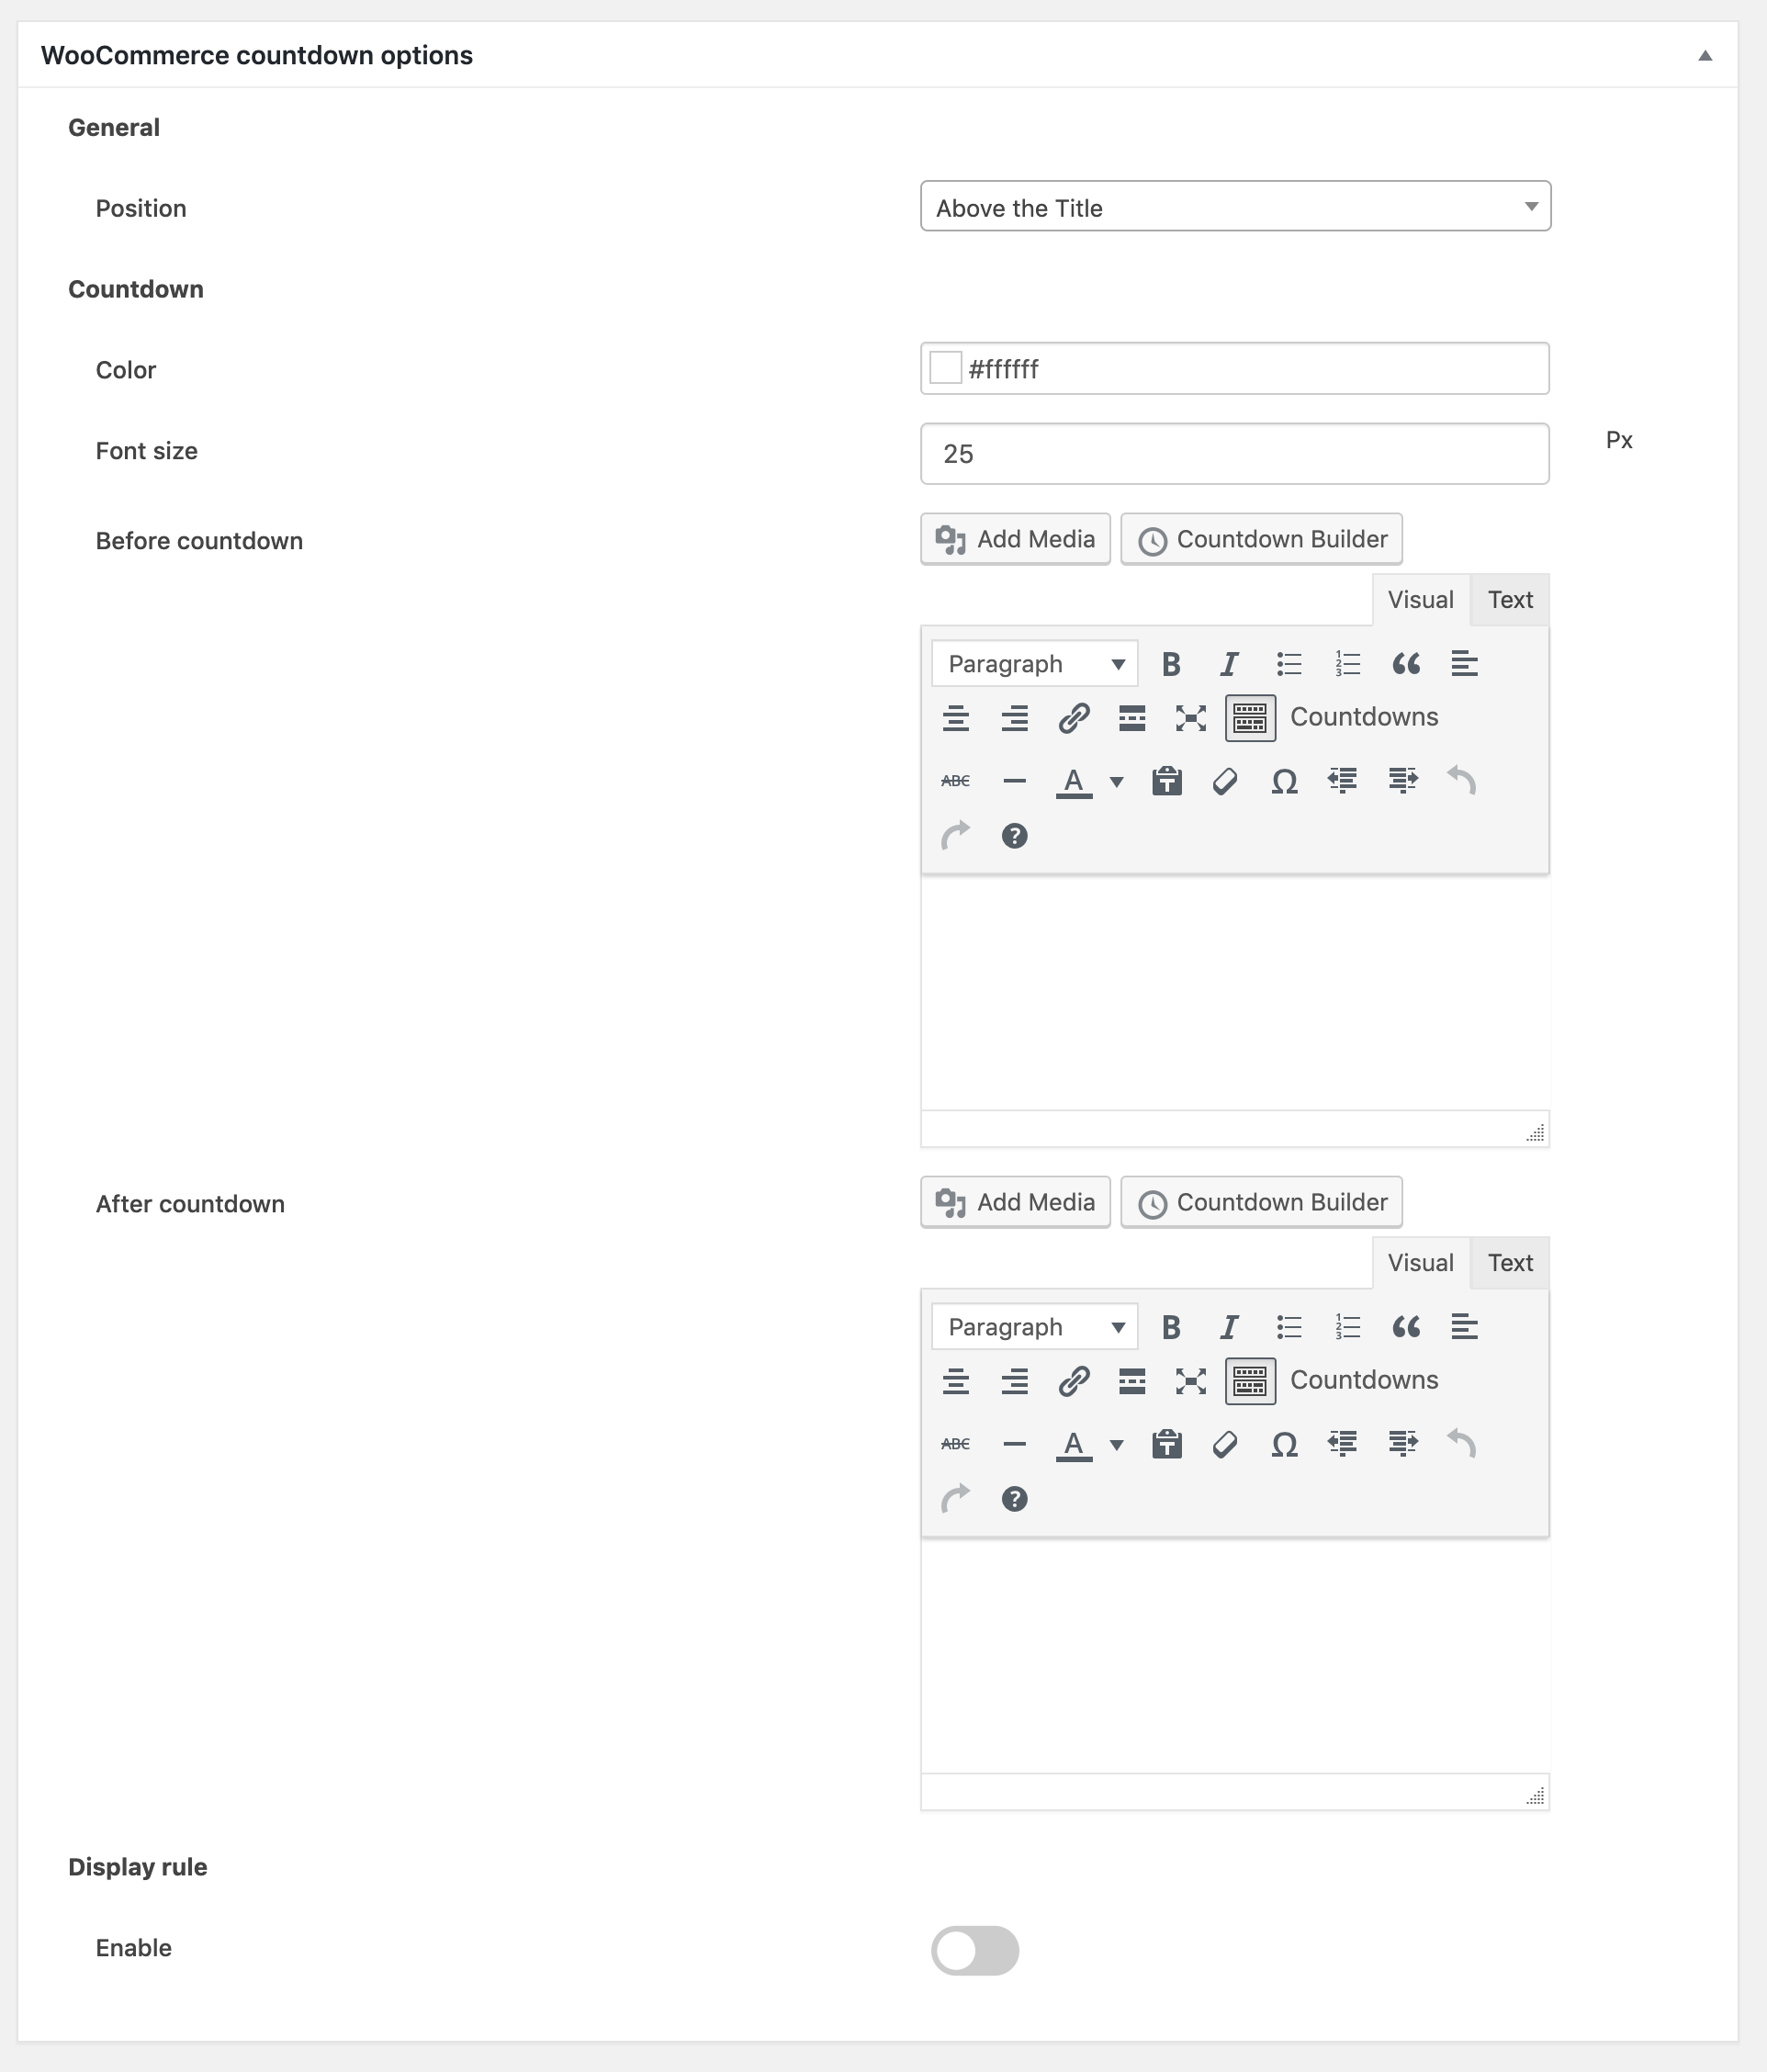 WooCommerce countdown options
General
Position
Above the Title
Countdown
Color
#ffffff
Font size
25
Px
Before countdown
Add Media
Countdown Builder
Visual
Text
Paragraph
B
I
Countdowns
ABC
A
T
Ω
?
After countdown
Add Media
Countdown Builder
Visual
Text
Paragraph
B
I
Countdowns
ABC
A
T
Ω
?
Display rule
Enable